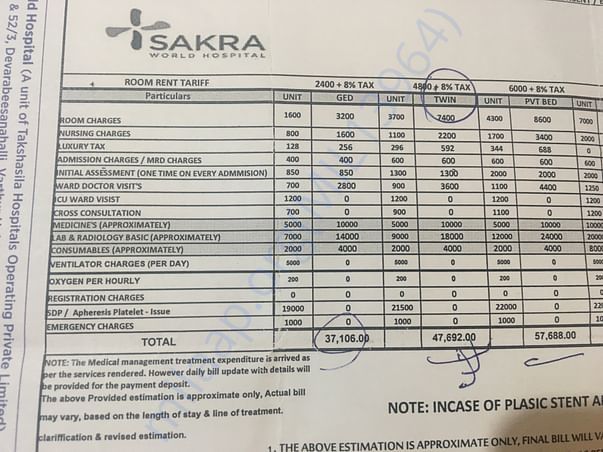 ld Hospital (A unit of Takshasila Hospitals Operating Private Limited)
& 52/3, Devarabeesanahalli, Varthur
SAKRA
WORLD HOSPITAL
ROOM RENT TARIFF 2400 + 8% TAX 4800 + 8% TAX 6000 + 8% TAX
Particulars UNIT GED UNIT TWIN UNIT PVT BED UNIT
ROOM CHARGES 1600 3200 3700 7400 4300 8600 7000
NURSING CHARGES 800 1600 1100 2200 1700 3400 2000
LUXURY TAX 128 256 296 592 344 688 0
ADMISSION CHARGES / MRD CHARGES 400 400 600 600 600 600 600
INITIAL ASSESSMENT (ONE TIME ON EVERY ADMMISION) 850 850 1300 1300 2000 2000 2000
WARD DOCTOR VISIT'S 700 2800 900 3600 1100 4400 1250
ICU WARD VISIST 1200 0 1200 0 1200 0 1200
CROSS CONSULTATION 700 0 900 0 1100 0
MEDICINE'S (APPROXIMATELY) 5000 10000 5000 10000 5000 10000
LAB & RADIOLOGY BASIC (APPROXIMATELY) 7000 14000 9000 18000 12000 24000
CONSUMABLES (APPROXIMATELY) 2000 4000 2000 4000 2000 4000
VENTILATOR CHARGES (PER DAY) 5000 0 5000 0 5000 0
OXYGEN PER HOURLY 200 0 200 0 200 0 200
REGISTRATION CHARGES 0 0 0 0 0 0 0
SDP / Apheresis Platelet - Issue 19000 0 21500 0 22000 0
EMERGENCY CHARGES 1000 0 1000 0 1000 0
TOTAL 37,106.00 47,692.00 57,688.00
NOTE: The Medical management treatment expenditure is arrived as
per the services rendered. However daily bill update with details will
be provided for the payment deposit.
The above Provided estimation is approximate only, Actual bill
may vary, based on the length of stay & line of treatment.
clariffication & revised estimation.
NOTE: INCASE OF PLASIC STENT
1. THE ABOVE ESTIMATION IS APPROXIMATE ONLY, FINAL BILL WILL